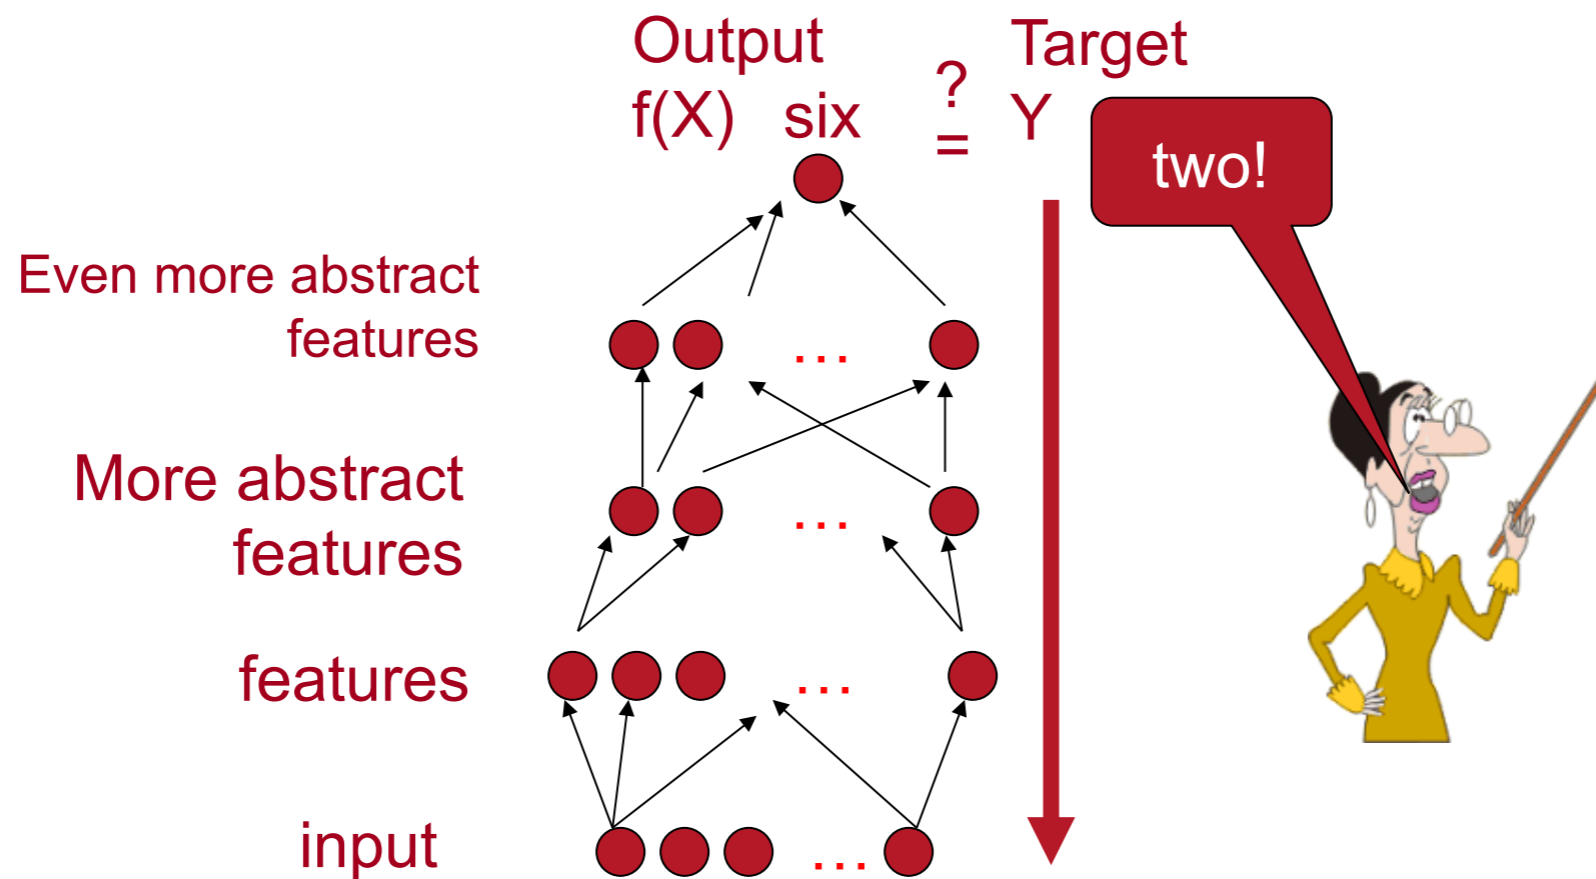 Output
f(X) six
?
=
Target
Y
two!
Even more abstract
features
...
More abstract
features
...
features
...
input
...